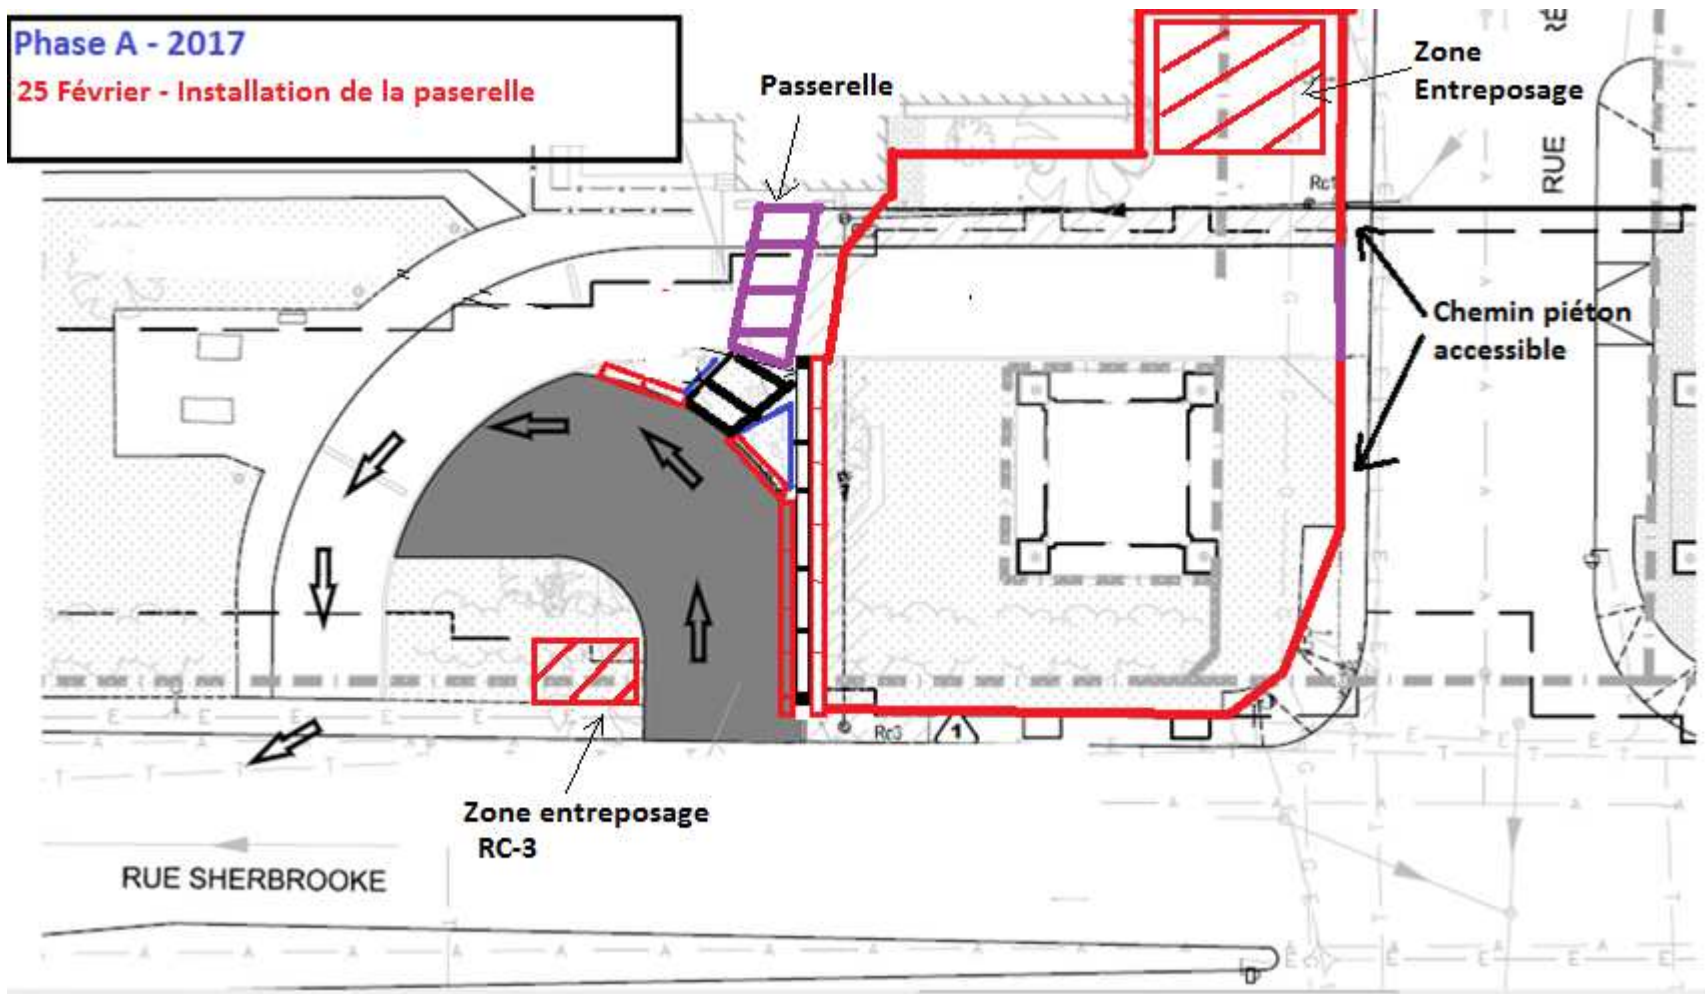 Phase A - 2017
25 Février - Installation de la paserelle
Passerelle
Zone
Entreposage
RUE
Rc1
Chemin piéton
accessible
Rc3
1
Zone entreposage
RC-3
RUE SHERBROOKE